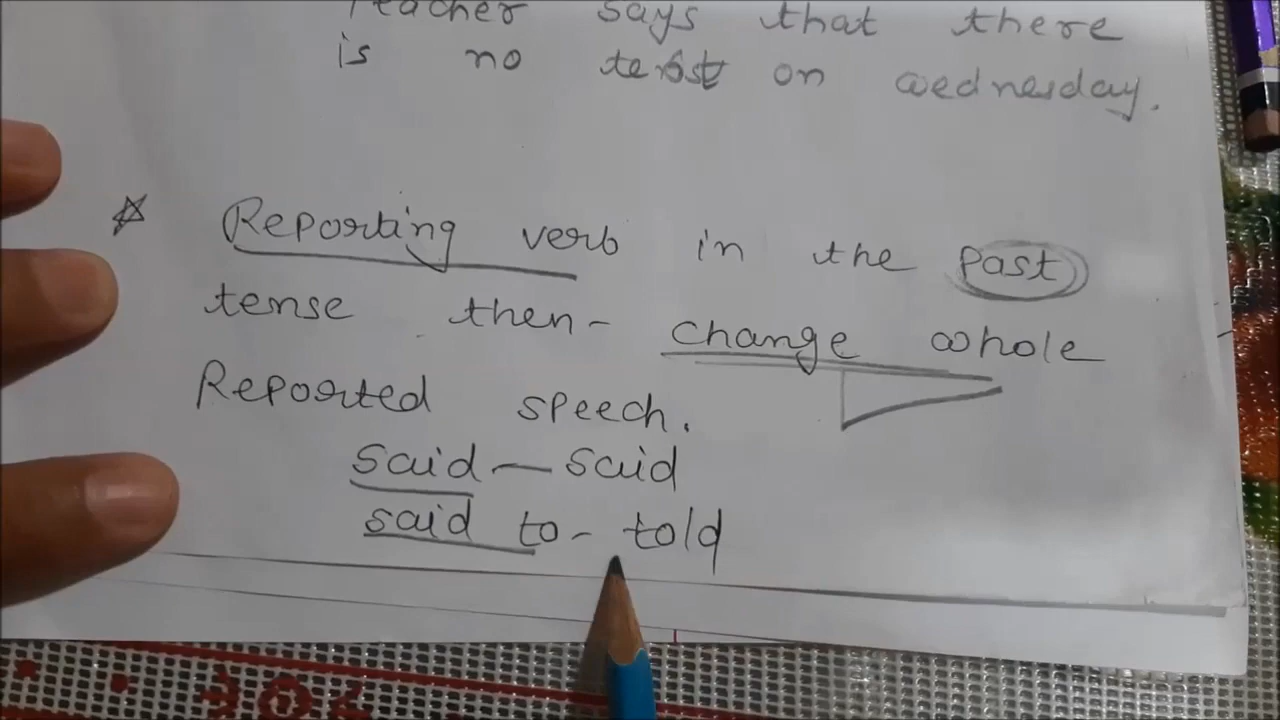 Teacher says that there
is no test on wednesday.
☆ Reporting verb in the past
tense then- change whole
Reported speech.
said — said
said to - told